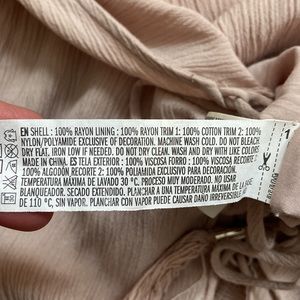 EN SHELL : 100% RAYON LINING : 100% RAYON TRIM 1: 100% COTTON TRIM 2: 100%
NYLON/POLYAMIDE EXCLUSIVE OF DECORATION. MACHINE WASH COLD. DO NOT BLEACH.
DRY FLAT, IRON LOW IF NEEDED. DO NOT DRY CLEAN. WASH AND DRY WITH LIKE COLORS.
AWAY FROM
ES TELA EXTERIOR : 100% VISCOSA FORRO : 100% VISCOSA RECORTE 1:
100% ALGODÓN RECORTE 2: 100% POLIAMIDA EXCLUSIVO PARA DECORACIÓN.
TEMPERATURA MÁXIMA DE LAVADO 30 °C. PROCESO MUY MODERADO. NO USAR
BLANQUEADOR. SECADO EXTENDIDO. PLANCHAR A UNA TEMPERATURA MÁXIMA
DE 110 °C, SIN VAPOR. PLANCHAR CON VAPOR PUEDE CAUSAR DAÑO IRREVERSIBLE.
1